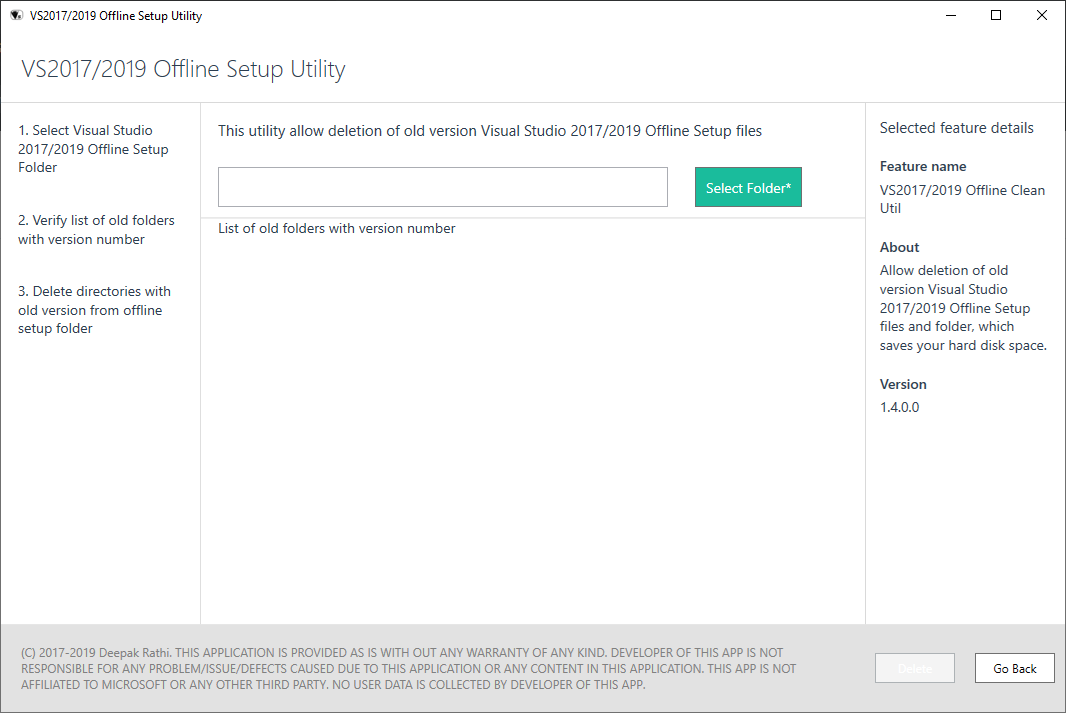 VS2017/2019 Offline Setup Utility
VS2017/2019 Offline Setup Utility
1. Select Visual Studio
2017/2019 Offline Setup
Folder
2. Verify list of old folders
with version number
3. Delete directories with
old version from offline
setup folder
This utility allow deletion of old version Visual Studio 2017/2019 Offline Setup files
Select Folder*
List of old folders with version number
Selected feature details
Feature name
VS2017/2019 Offline Clean
Util
About
Allow deletion of old
version Visual Studio
2017/2019 Offline Setup
files and folder, which
saves your hard disk space.
Version
1.4.0.0
(C) 2017-2019 Deepak Rathi. THIS APPLICATION IS PROVIDED AS IS WITH OUT ANY WARRANTY OF ANY KIND. DEVELOPER OF THIS APP IS NOT
RESPONSIBLE FOR ANY PROBLEM/ISSUE/DEFECTS CAUSED DUE TO THIS APPLICATION OR ANY CONTENT IN THIS APPLICATION. THIS APP IS NOT
AFFILIATED TO MICROSOFT OR ANY OTHER THIRD PARTY. NO USER DATA IS COLLECTED BY DEVELOPER OF THIS APP.
Delete
Go Back